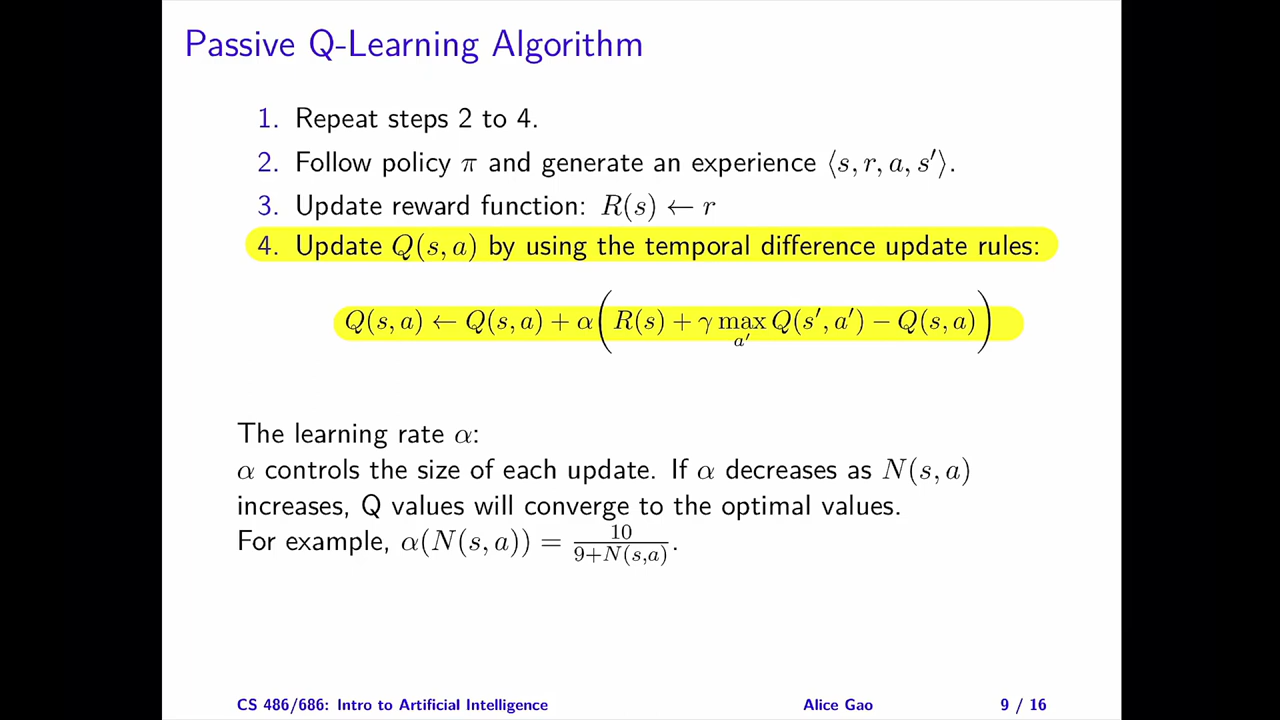 Passive Q-Learning Algorithm
1. Repeat steps 2 to 4.
2. Follow policy π and generate an experience ⟨s, r, a, s′⟩.
3. Update reward function: R(s) ← r
4. Update Q(s, a) by using the temporal difference update rules:
Q(s, a) ← Q(s, a) + α(R(s) + γ max_{a′} Q(s′, a′) − Q(s, a))
The learning rate α:
α controls the size of each update. If α decreases as N(s, a)
increases, Q values will converge to the optimal values.
For example, α(N(s, a)) = 10/(9+N(s,a)).
CS 486/686: Intro to Artificial Intelligence Alice Gao 9 / 16